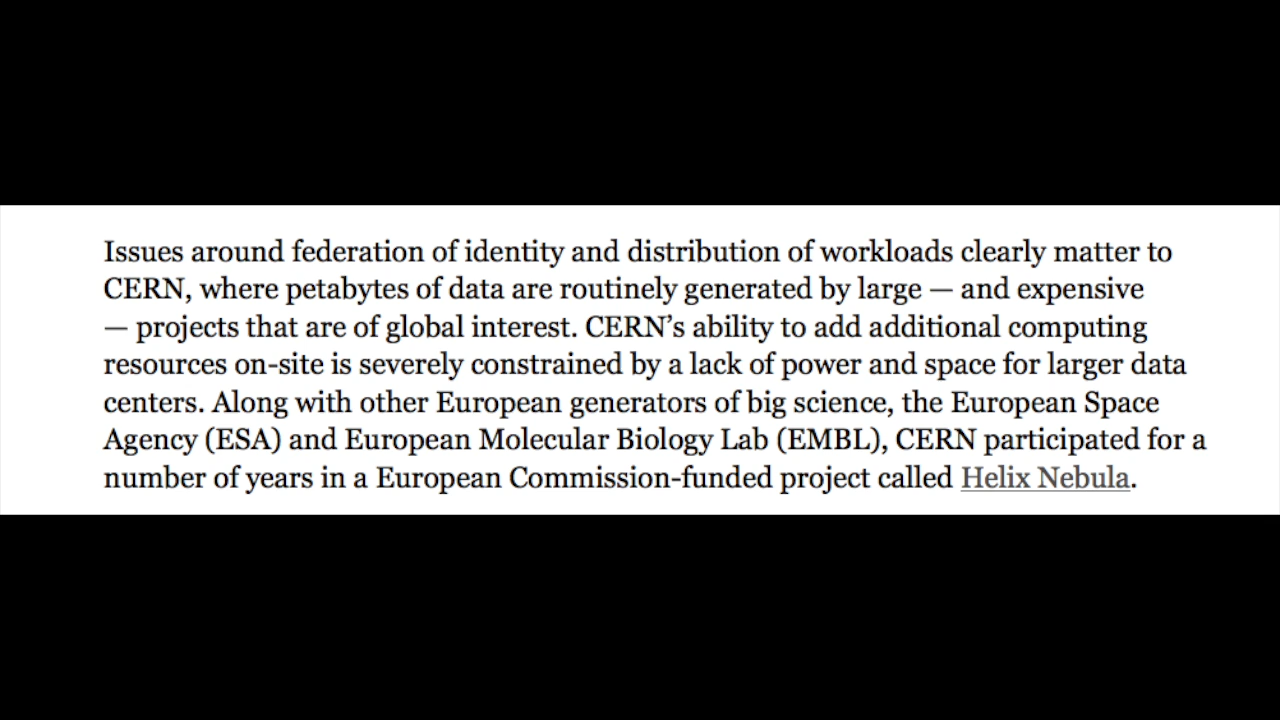 Issues around federation of identity and distribution of workloads clearly matter to
CERN, where petabytes of data are routinely generated by large — and expensive
— projects that are of global interest. CERN’s ability to add additional computing
resources on-site is severely constrained by a lack of power and space for larger data
centers. Along with other European generators of big science, the European Space
Agency (ESA) and European Molecular Biology Lab (EMBL), CERN participated for a
number of years in a European Commission-funded project called Helix Nebula.